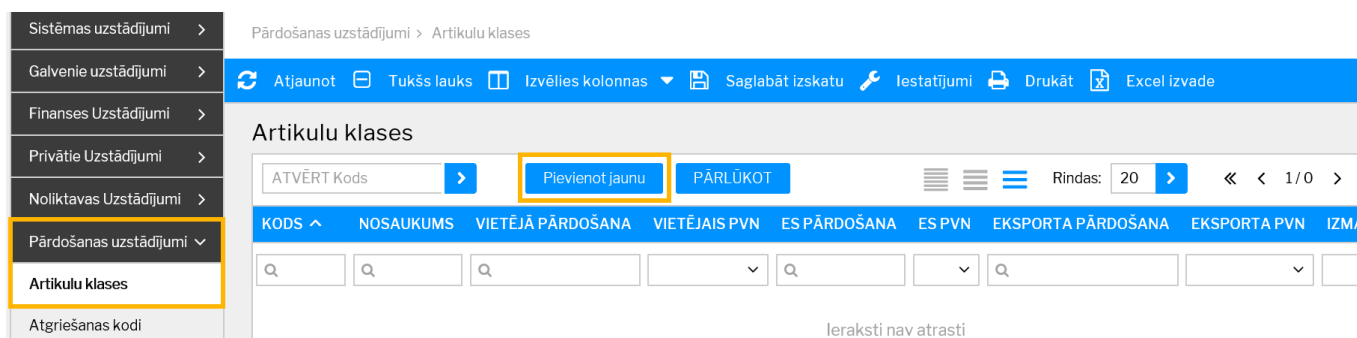 Sistēmas uzstādījumi
Galvenie uzstādījumi
Finanses Uzstādījumi
Privātie Uzstādījumi
Noliktavas Uzstādījumi
Pārdošanas uzstādījumi
Artikulu klases
Atgriešanas kodi
Pārdošanas uzstādījumi > Artikulu klases
Atjaunot Tukšs lauks Izvēlies kolonnas Saglabāt izskatu Iestatījumi Drukāt Excel izvade
Artikulu klases
ATVĒRT Kods Pievienot jaunu PĀRLŪKOT Rindas: 20 1/0
KODS NOSAUKUMS VIETĒJĀ PĀRDOŠANA VIETĒJAIS PVN ES PĀRDOŠANA ES PVN EKSPORTA PĀRDOŠANA EKSPORTA PVN IZMA
Ieraksti nav atrasti